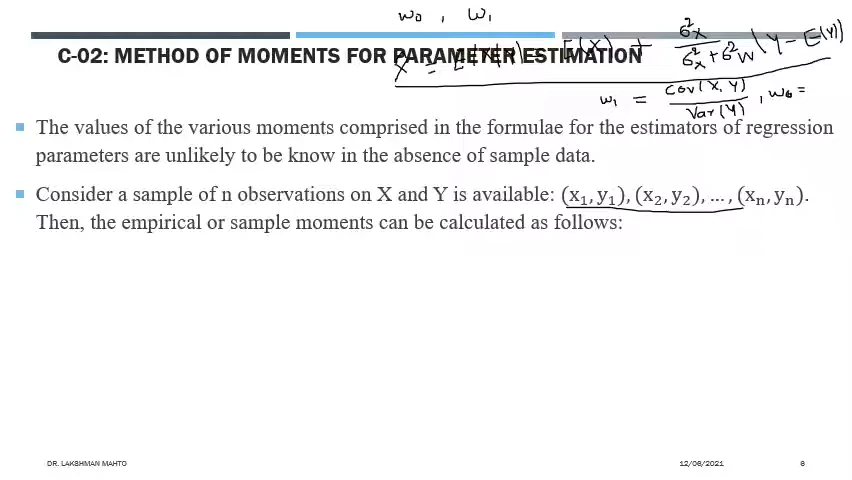 w₀ , w₁
C-02: METHOD OF MOMENTS FOR PARAMETER ESTIMATION
X̂ = E(X|Y) = E(X) + σ²x / σ²x + σ²w (Y − E(Y))
w₁ = Cov(X, Y) / Var(Y) , w₀ =
The values of the various moments comprised in the formulae for the estimators of regression
parameters are unlikely to be know in the absence of sample data.
Consider a sample of n observations on X and Y is available: (x₁, y₁), (x₂, y₂), … , (xₙ, yₙ).
Then, the empirical or sample moments can be calculated as follows:
DR. LAKSHMAN MAHTO
12/08/2021
6